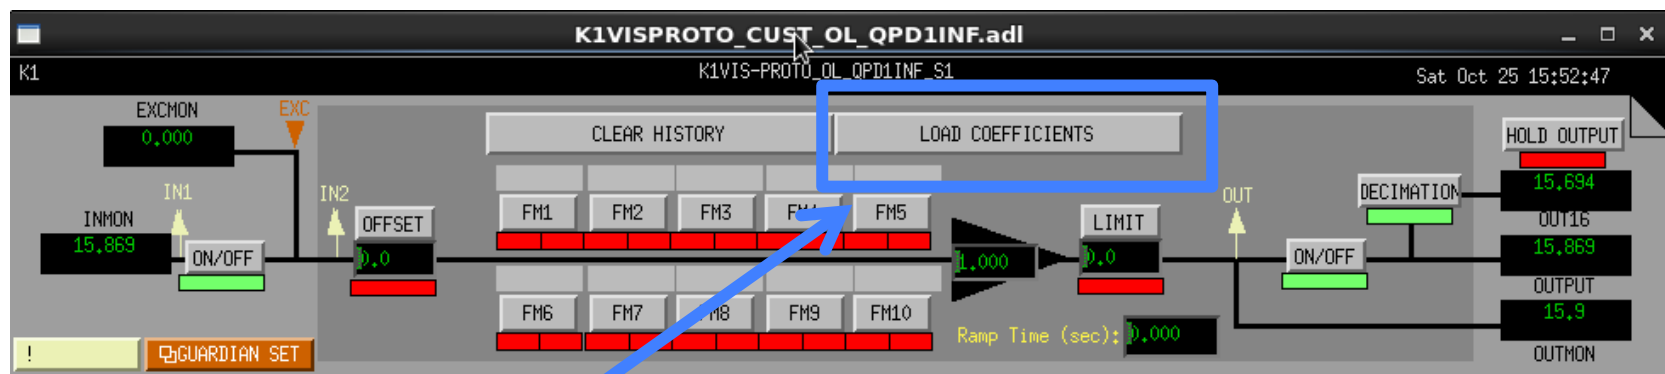 K1VISPROTO_CUST_OL_QPD1INF.adl
K1
K1VIS-PROTO_OL_QPD1INF_S1
Sat Oct 25 15:52:47
EXCMON
EXC
0.000
CLEAR HISTORY
LOAD COEFFICIENTS
HOLD OUTPUT
IN1
IN2
OUT
DECIMATION
15.694
INMON
OFFSET
FM1
FM2
FM3
FM4
FM5
LIMIT
OUT16
15.869
ON/OFF
0.0
1.000
0.0
ON/OFF
15.869
OUTPUT
FM6
FM7
FM8
FM9
FM10
15.9
Ramp Time (sec):
0.000
!
GUARDIAN SET
OUTMON